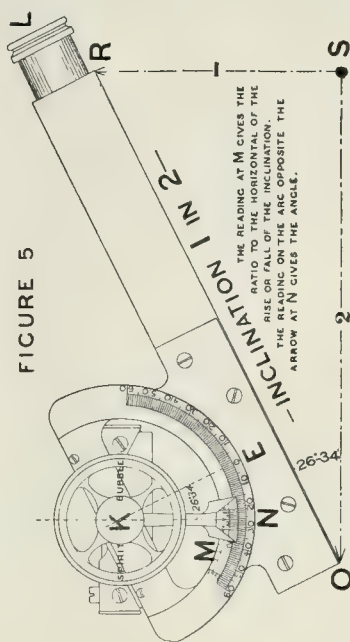 FIGURE 5
L
R
1
S
— INCLINATION 1 IN 2 —
THE READING AT M GIVES THE
RATIO TO THE HORIZONTAL OF THE
RISE OR FALL OF THE INCLINATION.
THE READING ON THE ARC OPPOSITE THE
ARROW AT N GIVES THE ANGLE.
SPIRIT BUBBLE
K
26°34'
M
N
E
26°34'
O
2